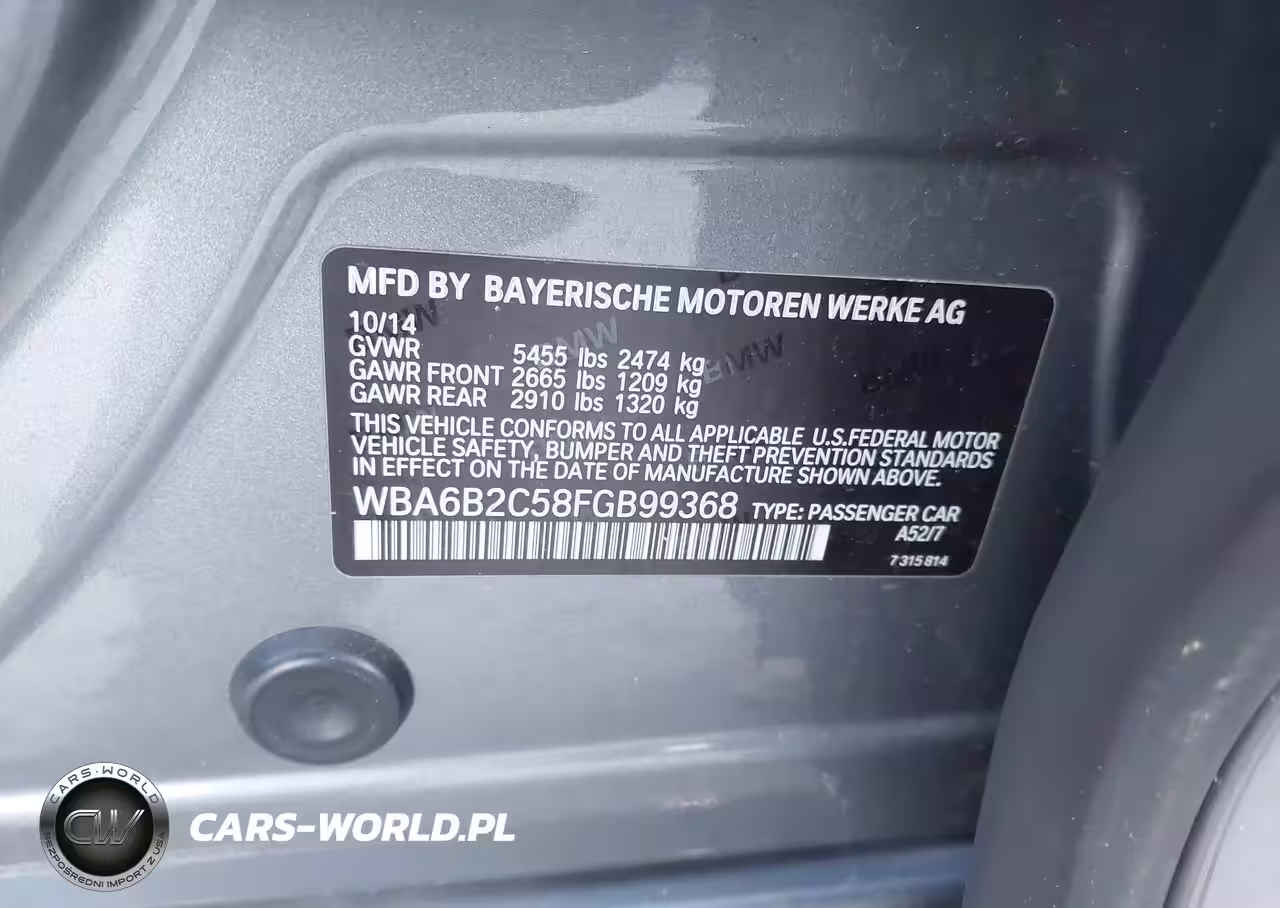 MFD BY BAYERISCHE MOTOREN WERKE AG
10/14
GVWR 5455 lbs 2474 kg
GAWR FRONT 2665 lbs 1209 kg
GAWR REAR 2910 lbs 1320 kg
THIS VEHICLE CONFORMS TO ALL APPLICABLE U.S.FEDERAL MOTOR
VEHICLE SAFETY, BUMPER AND THEFT PREVENTION STANDARDS
IN EFFECT ON THE DATE OF MANUFACTURE SHOWN ABOVE.
WBA6B2C58FGB99368 TYPE: PASSENGER CAR
A52/7
7 315 814
BMW
BMW
CARS-WORLD
CW
BEZPOŚREDNI IMPORT Z USA
CARS-WORLD.PL